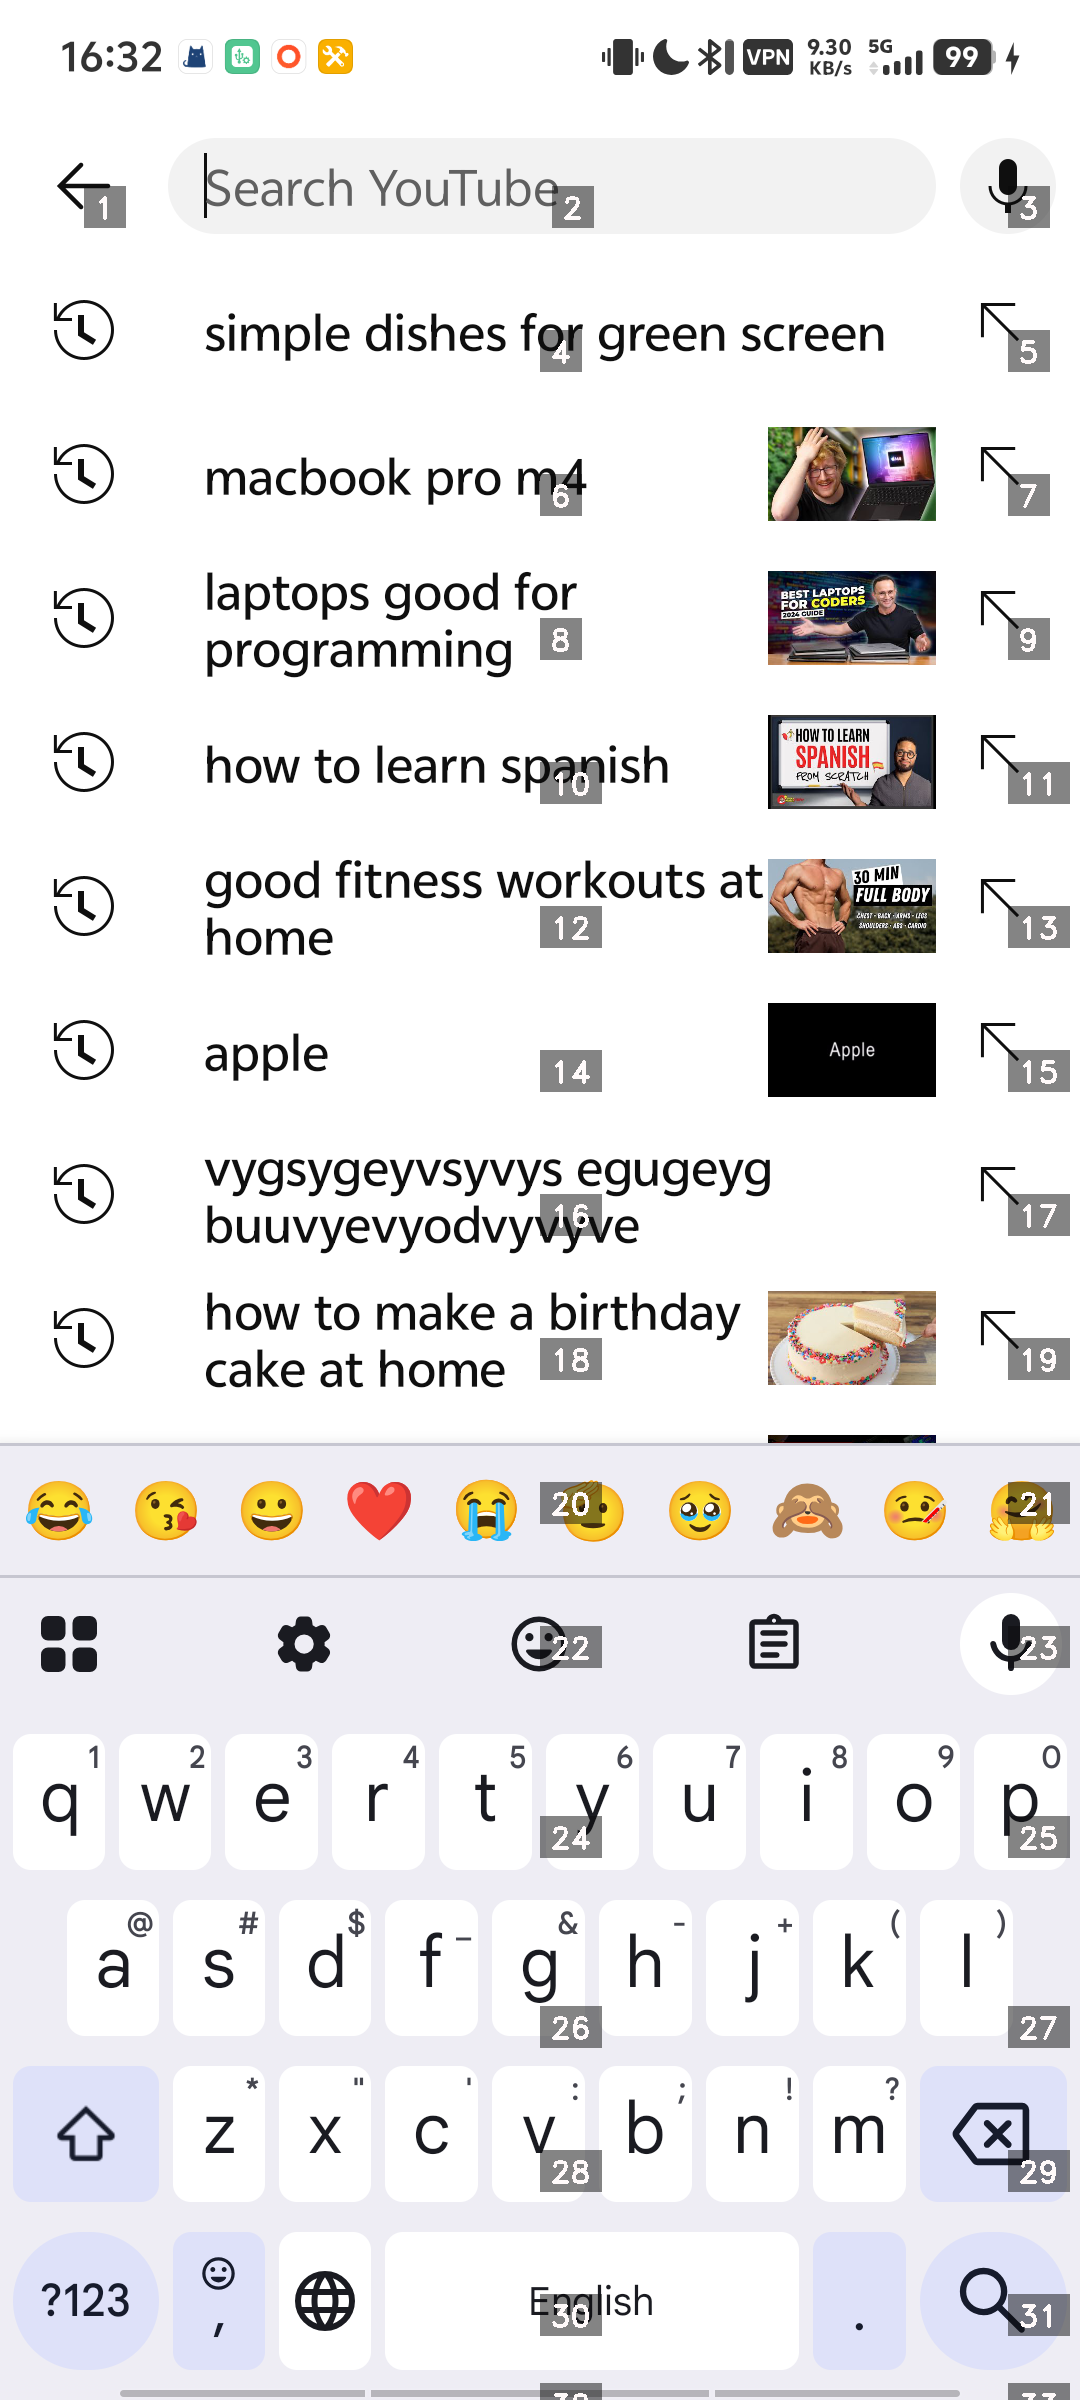 16:32
VPN
9.30
KB/s
5G
99
Search YouTube
1
2
3
simple dishes for green screen
4
5
macbook pro m4
6
7
laptops good for
programming
BEST LAPTOPS
FOR CODERS
2024 GUIDE
8
9
how to learn spanish
HOW TO LEARN
SPANISH
FROM SCRATCH
10
11
good fitness workouts at
home
30 MIN
FULL BODY
CHEST - BACK - ARMS - LEGS
SHOULDERS - ABS - CARDIO
12
13
apple
Apple
14
15
vygsygeyvsyvys egugeyg
buuvyevyodvyvyve
16
17
how to make a birthday
cake at home
18
19
20
21
22
23
1 2 3 4 5 6 7 8 9 0
q w e r t y u i o p
24
25
@ # $ _ & - + ( )
a s d f g h j k l
26
27
* " ' : ; ! ?
z x c v b n m
28
29
?123
,
English
.
30
31